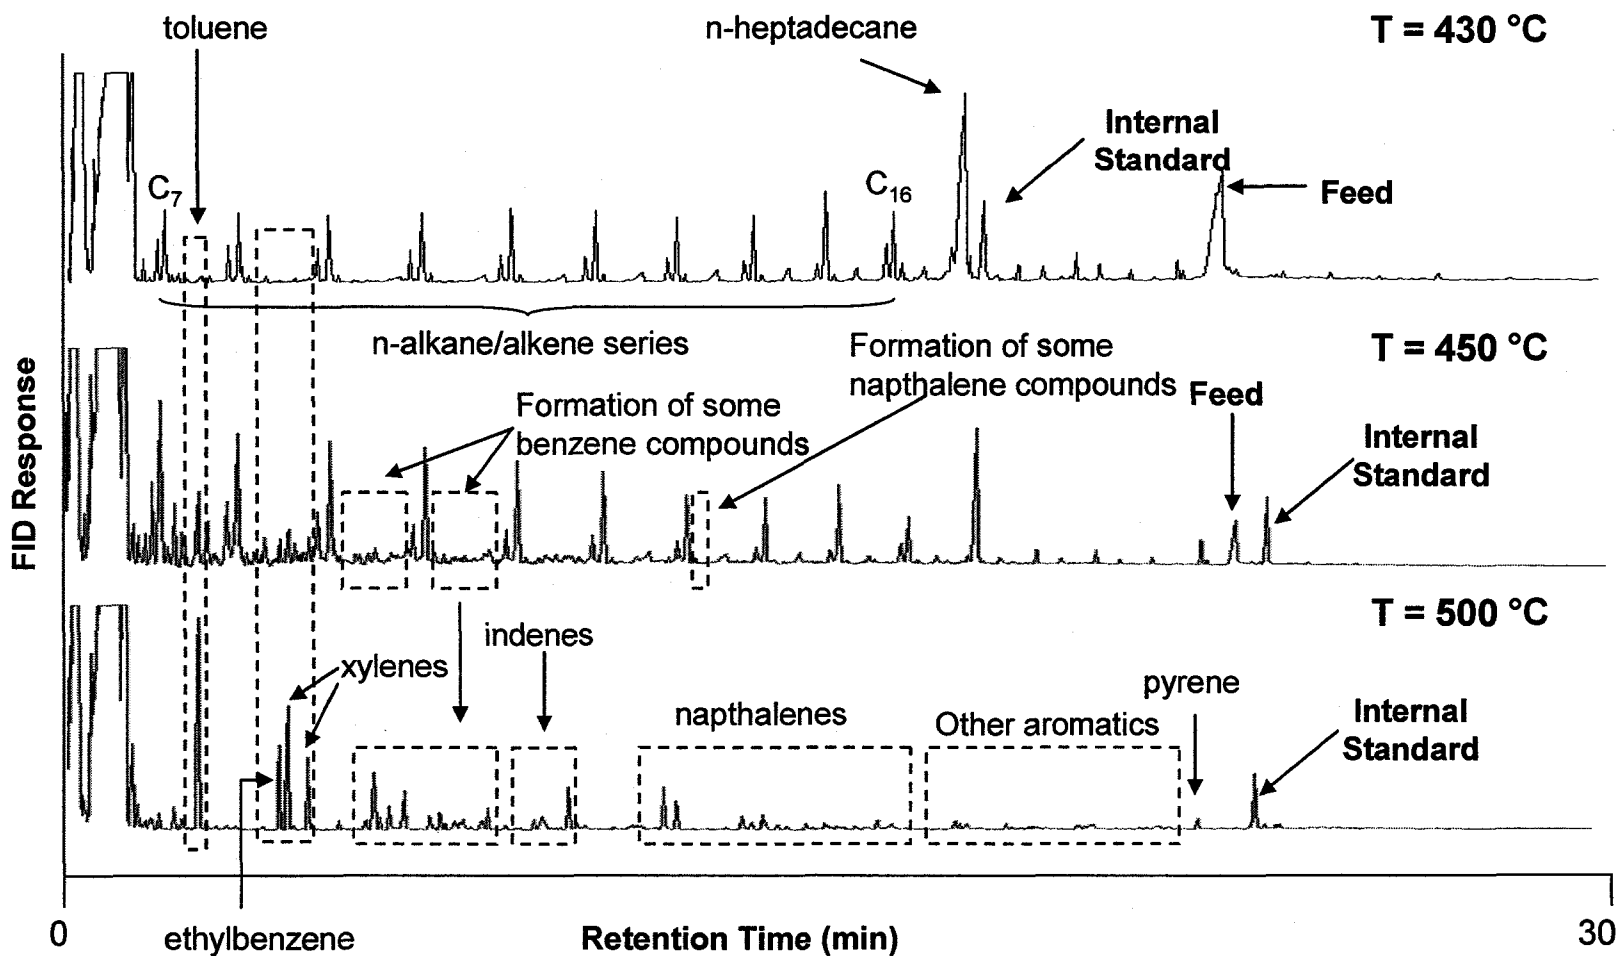 toluene
n-heptadecane
T = 430 °C
Internal
Standard
C7
C16
Feed
n-alkane/alkene series
Formation of some
napthalene compounds
T = 450 °C
Feed
Formation of some
benzene compounds
Internal
Standard
FID Response
T = 500 °C
indenes
xylenes
pyrene
napthalenes
Other aromatics
Internal
Standard
0
ethylbenzene
Retention Time (min)
30